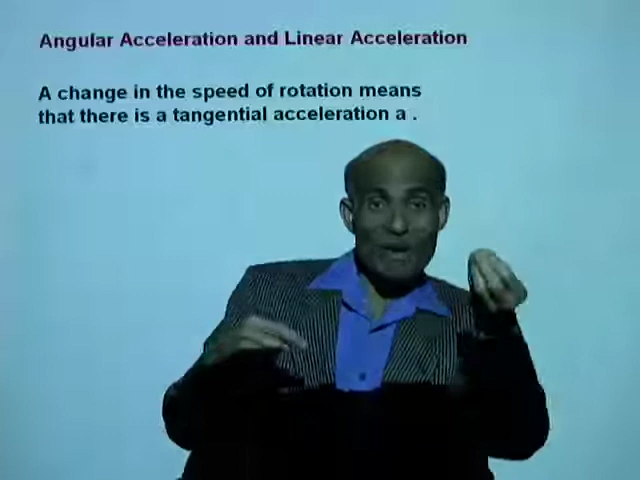 Angular Acceleration and Linear Acceleration
A change in the speed of rotation means
that there is a tangential acceleration a .